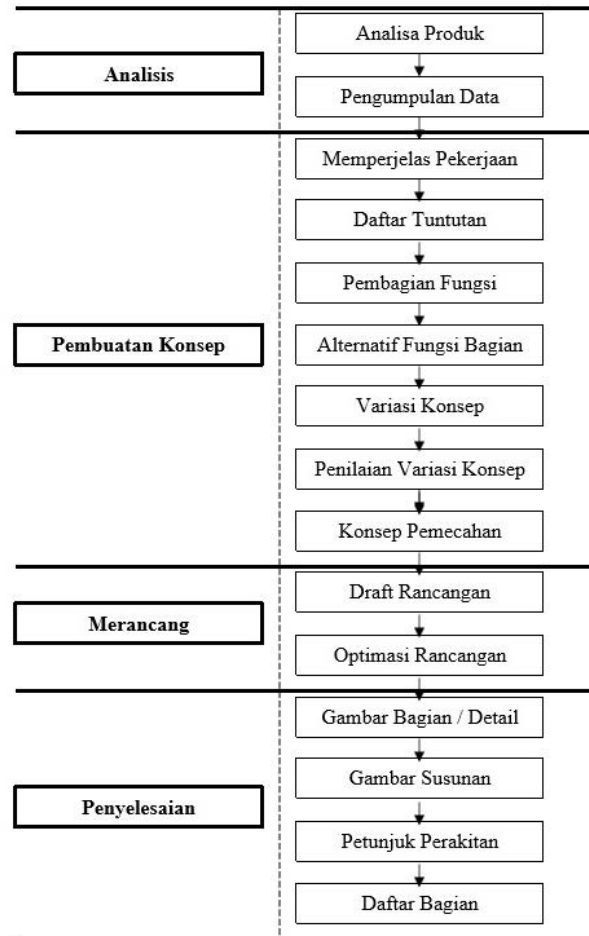 Analisis
Analisa Produk
Pengumpulan Data
Pembuatan Konsep
Memperjelas Pekerjaan
Daftar Tuntutan
Pembagian Fungsi
Alternatif Fungsi Bagian
Variasi Konsep
Penilaian Variasi Konsep
Konsep Pemecahan
Merancang
Draft Rancangan
Optimasi Rancangan
Penyelesaian
Gambar Bagian / Detail
Gambar Susunan
Petunjuk Perakitan
Daftar Bagian